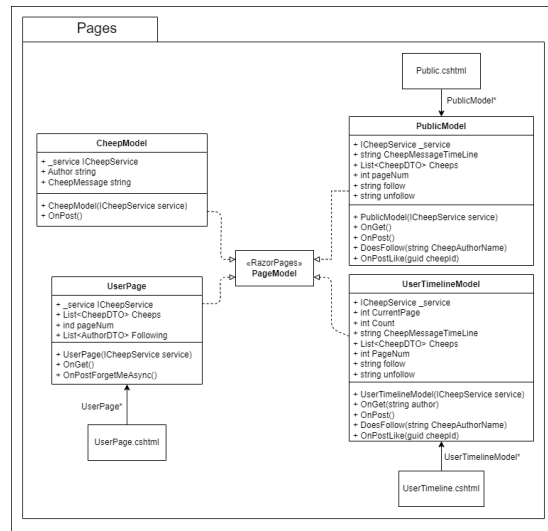 Pages
Public.cshtml
PublicModel*
CheepModel
+ _service ICheepService
+ Author string
+ CheepMessage string
+ CheepModel(ICheepService service)
+ OnPost()
PublicModel
+ ICheepService _service
+ string CheepMessageTimeLine
+ List<CheepDTO> Cheeps
+ int pageNum
+ string follow
+ string unfollow
+ PublicModel(ICheepService service)
+ OnGet()
+ OnPost()
+ DoesFollow(string CheepAuthorName)
+ OnPostLike(guid cheepId)
«RazorPages»
PageModel
UserPage
+ _service ICheepService
+ List<CheepDTO> Cheeps
+ ind pageNum
+ List<AuthorDTO> Following
+ UserPage(ICheepService service)
+ OnGet()
+ OnPostForgetMeAsync()
UserPage*
UserPage.cshtml
UserTimelineModel
+ ICheepService _service
+ int CurrentPage
+ int Count
+ string CheepMessageTimeLine
+ List<CheepDTO> Cheeps
+ int PageNum
+ string follow
+ string unfollow
+ UserTimelineModel(ICheepService service)
+ OnGet(string author)
+ OnPost()
+ DoesFollow(string CheepAuthorName)
+ OnPostLike(guid cheepId)
UserTimelineModel*
UserTimeline.cshtml